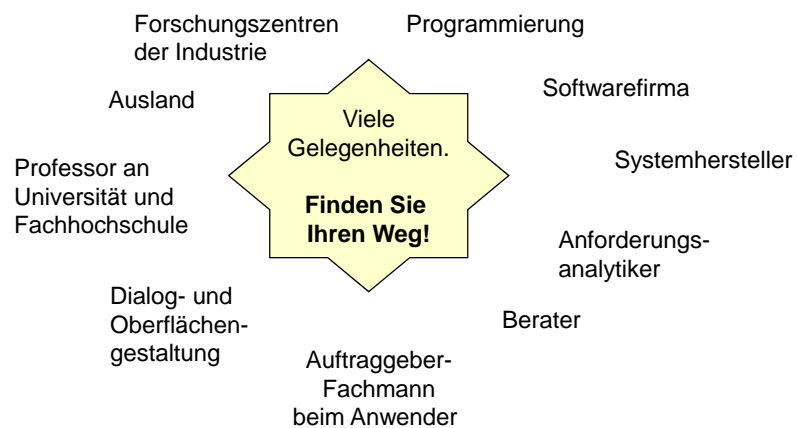 Forschungszentren
der Industrie
Programmierung
Ausland
Softwarefirma
Viele
Gelegenheiten.
Finden Sie
Ihren Weg!
Professor an
Universität und
Fachhochschule
Systemhersteller
Anforderungs-
analytiker
Dialog- und
Oberflächen-
gestaltung
Berater
Auftraggeber-
Fachmann
beim Anwender